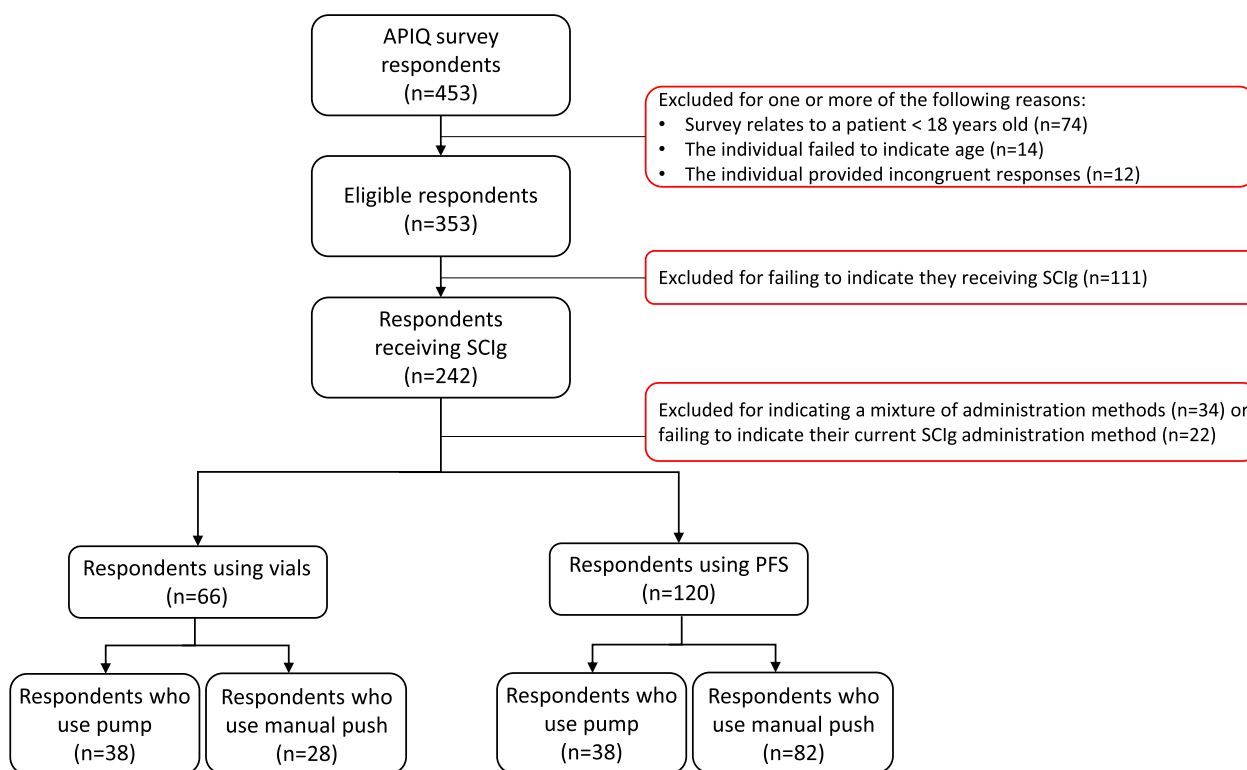 APIQ survey
respondents
(n=453)
Excluded for one or more of the following reasons:
• Survey relates to a patient < 18 years old (n=74)
• The individual failed to indicate age (n=14)
• The individual provided incongruent responses (n=12)
Eligible respondents
(n=353)
Excluded for failing to indicate they receiving SCIg (n=111)
Respondents
receiving SCIg
(n=242)
Excluded for indicating a mixture of administration methods (n=34) or
failing to indicate their current SCIg administration method (n=22)
Respondents using vials
(n=66)
Respondents using PFS
(n=120)
Respondents who
use pump
(n=38)
Respondents who
use manual push
(n=28)
Respondents who
use pump
(n=38)
Respondents who
use manual push
(n=82)